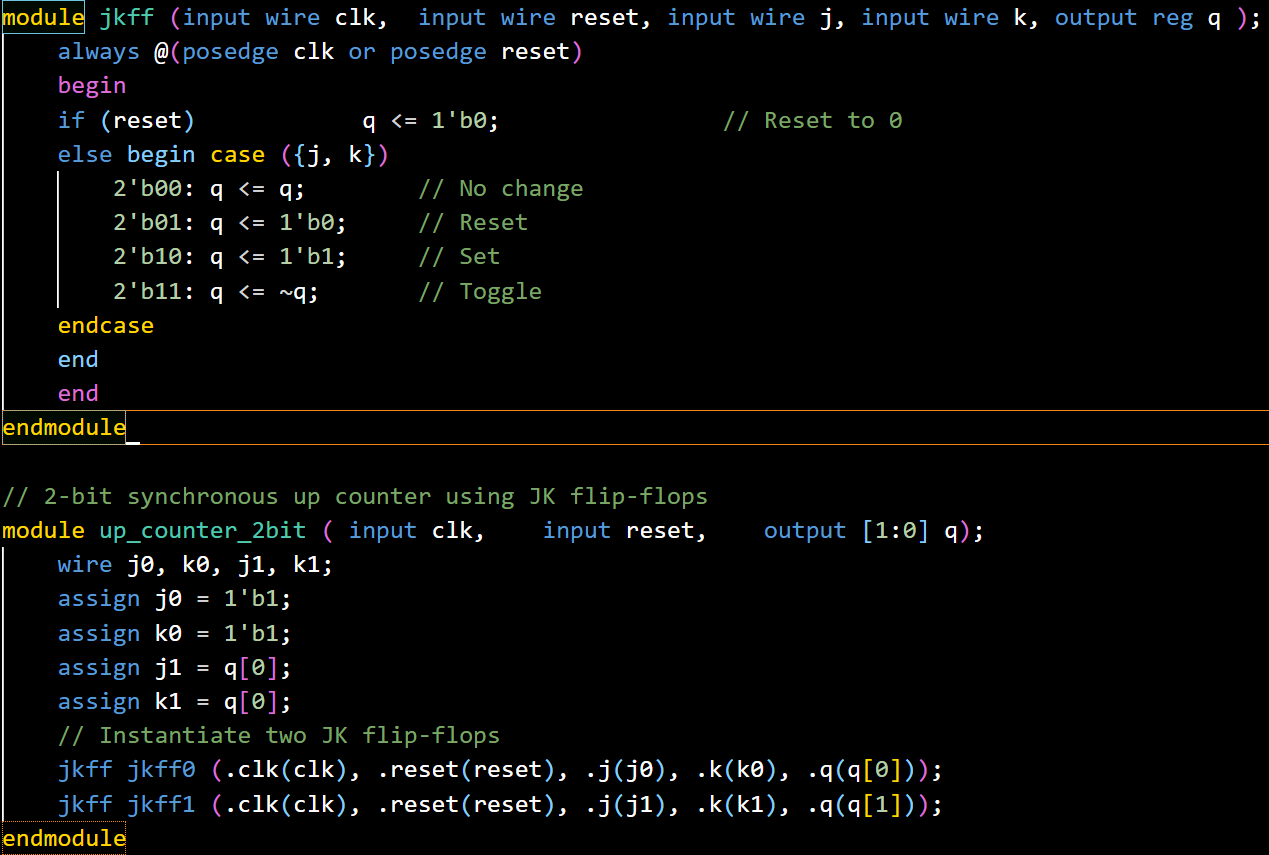 module jkff (input wire clk,  input wire reset, input wire j, input wire k, output reg q );
    always @(posedge clk or posedge reset)
    begin
    if (reset)            q <= 1'b0;                // Reset to 0
    else begin case ({j, k})
        2'b00: q <= q;        // No change
        2'b01: q <= 1'b0;     // Reset
        2'b10: q <= 1'b1;     // Set
        2'b11: q <= ~q;       // Toggle
    endcase
    end
    end
endmodule

// 2-bit synchronous up counter using JK flip-flops
module up_counter_2bit ( input clk,    input reset,    output [1:0] q);
    wire j0, k0, j1, k1;
    assign j0 = 1'b1;
    assign k0 = 1'b1;
    assign j1 = q[0];
    assign k1 = q[0];
    // Instantiate two JK flip-flops
    jkff jkff0 (.clk(clk), .reset(reset), .j(j0), .k(k0), .q(q[0]));
    jkff jkff1 (.clk(clk), .reset(reset), .j(j1), .k(k1), .q(q[1]));
endmodule